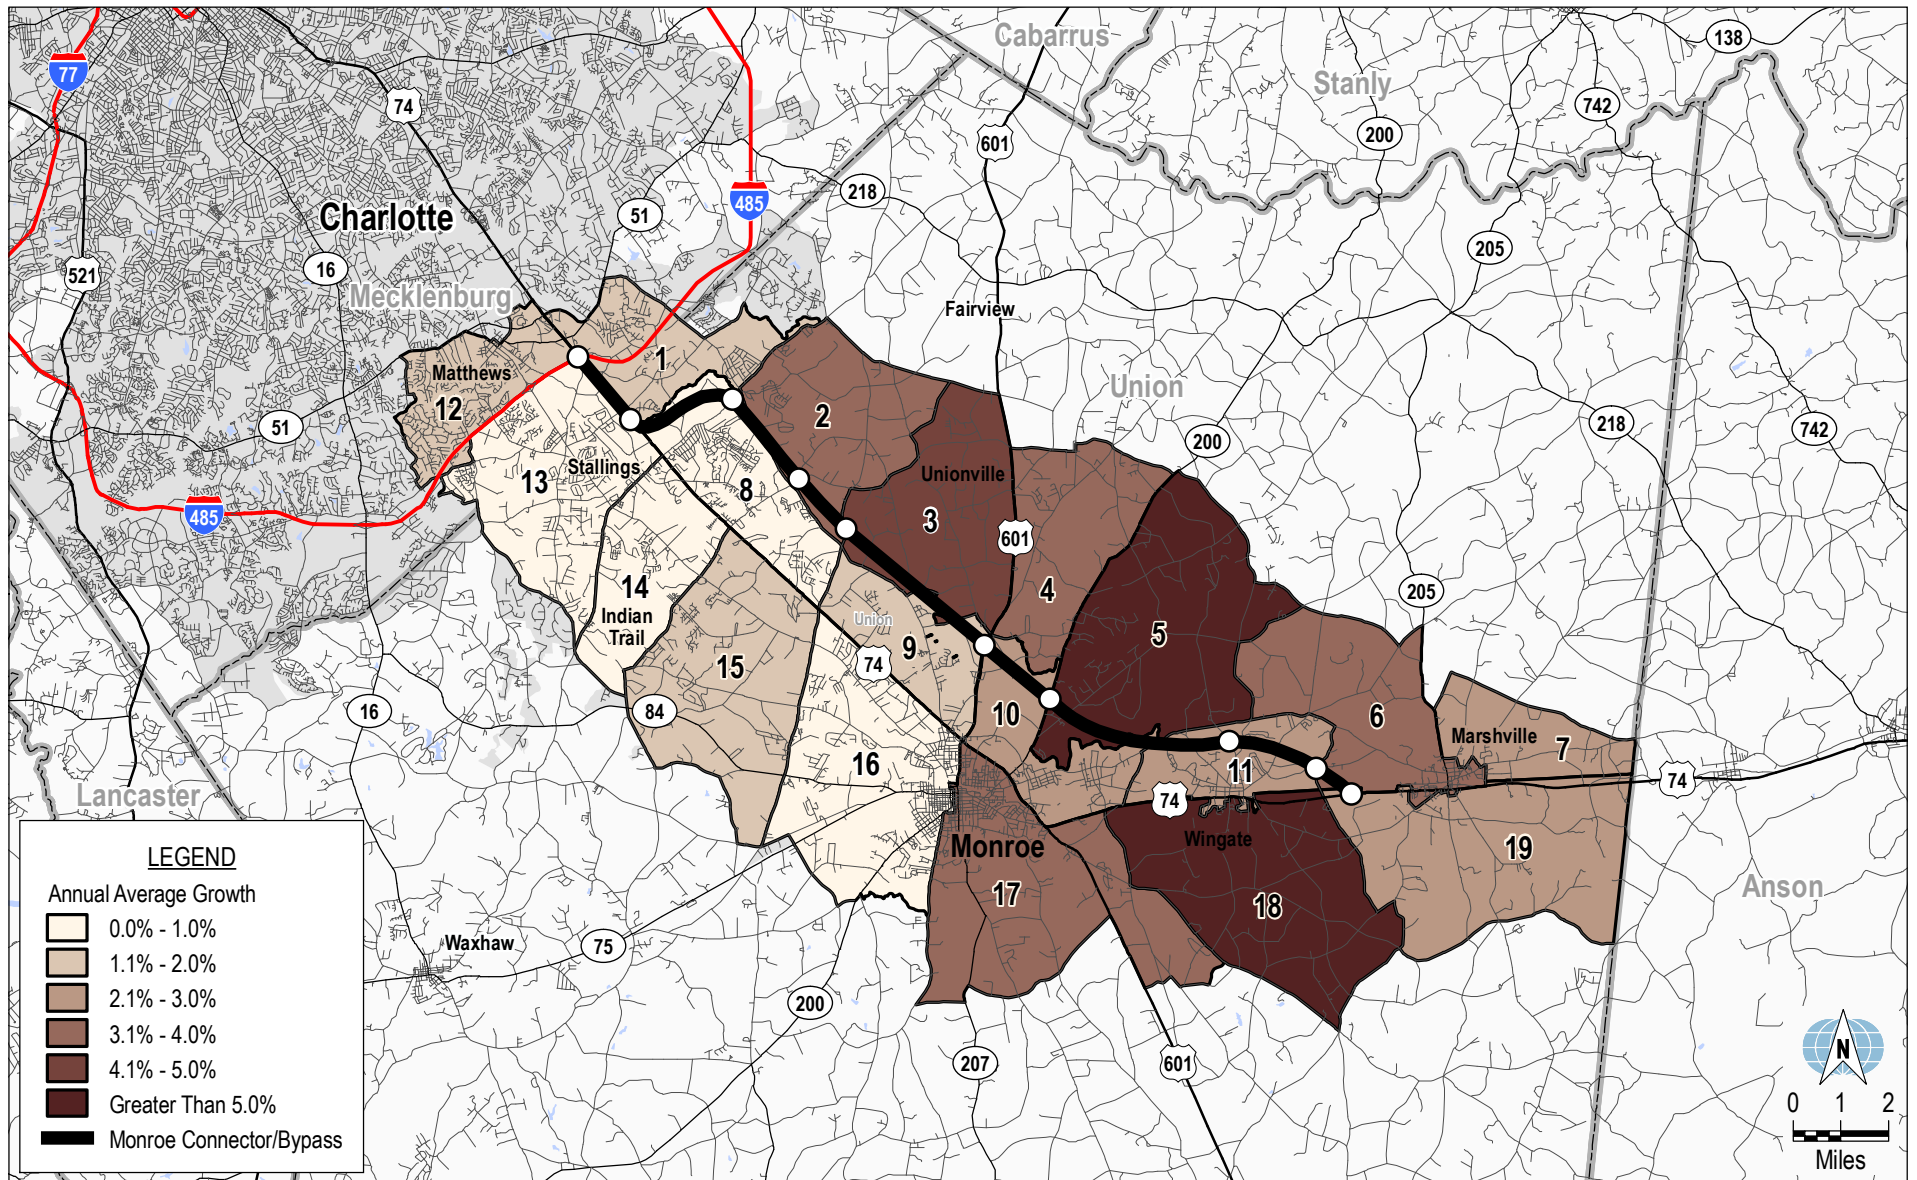 Cabarrus
138
Stanly
77
74
742
200
601
218
485
51
Charlotte
205
16
521
Mecklenburg
Fairview
1
Matthews
Union
12
2
51
200
218
742
Stallings
Unionville
13
8
485
3
601
14
4
205
Indian
Trail
Union
5
9
74
15
16
84
10
6
Marshville
7
16
11
74
74
Lancaster
Wingate
Monroe
19
17
18
Anson
Waxhaw
75
200
207
601
LEGEND
Annual Average Growth
0.0% - 1.0%
1.1% - 2.0%
2.1% - 3.0%
3.1% - 4.0%
4.1% - 5.0%
Greater Than 5.0%
Monroe Connector/Bypass
N
0 1 2
Miles